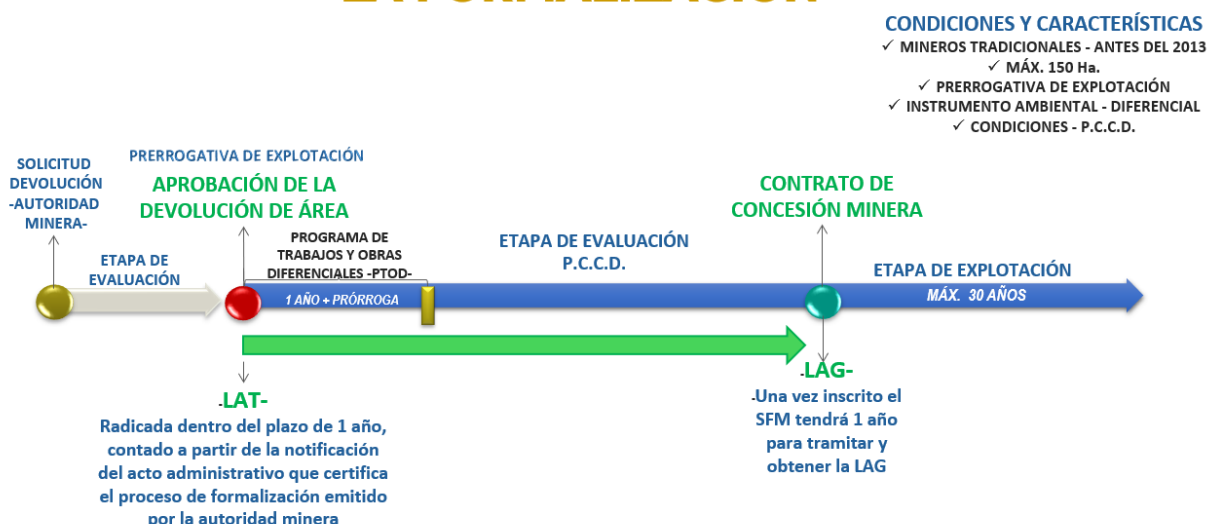 LA FORMALIZACIÓN
CONDICIONES Y CARACTERÍSTICAS
✓ MINEROS TRADICIONALES - ANTES DEL 2013
✓ MÁX. 150 Ha.
✓ PRERROGATIVA DE EXPLOTACIÓN
✓ INSTRUMENTO AMBIENTAL - DIFERENCIAL
✓ CONDICIONES - P.C.C.D.
SOLICITUD
DEVOLUCIÓN
-AUTORIDAD
MINERA-
ETAPA DE
EVALUACIÓN
PRERROGATIVA DE EXPLOTACIÓN
APROBACIÓN DE LA
DEVOLUCIÓN DE ÁREA
PROGRAMA DE
TRABAJOS Y OBRAS
DIFERENCIALES -PTOD-
1 AÑO + PRÓRROGA
ETAPA DE EVALUACIÓN
P.C.C.D.
CONTRATO DE
CONCESIÓN MINERA
ETAPA DE EXPLOTACIÓN
MÁX. 30 AÑOS
-LAT-
Radicada dentro del plazo de 1 año,
contado a partir de la notificación
del acto administrativo que certifica
el proceso de formalización emitido
por la autoridad minera
-LAG-
-Una vez inscrito el
SFM tendrá 1 año
para tramitar y
obtener la LAG